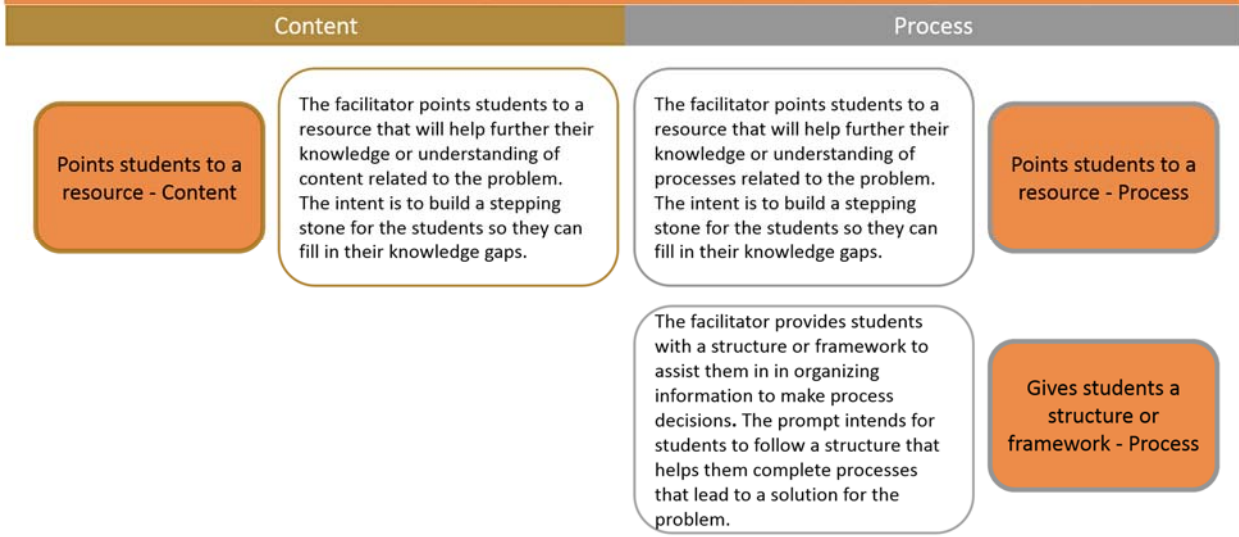 Content
Process
Points students to a
resource - Content
The facilitator points students to a
resource that will help further their
knowledge or understanding of
content related to the problem.
The intent is to build a stepping
stone for the students so they can
fill in their knowledge gaps.
The facilitator points students to a
resource that will help further their
knowledge or understanding of
processes related to the problem.
The intent is to build a stepping
stone for the students so they can
fill in their knowledge gaps.
Points students to a
resource - Process
The facilitator provides students
with a structure or framework to
assist them in in organizing
information to make process
decisions. The prompt intends for
students to follow a structure that
helps them complete processes
that lead to a solution for the
problem.
Gives students a
structure or
framework - Process